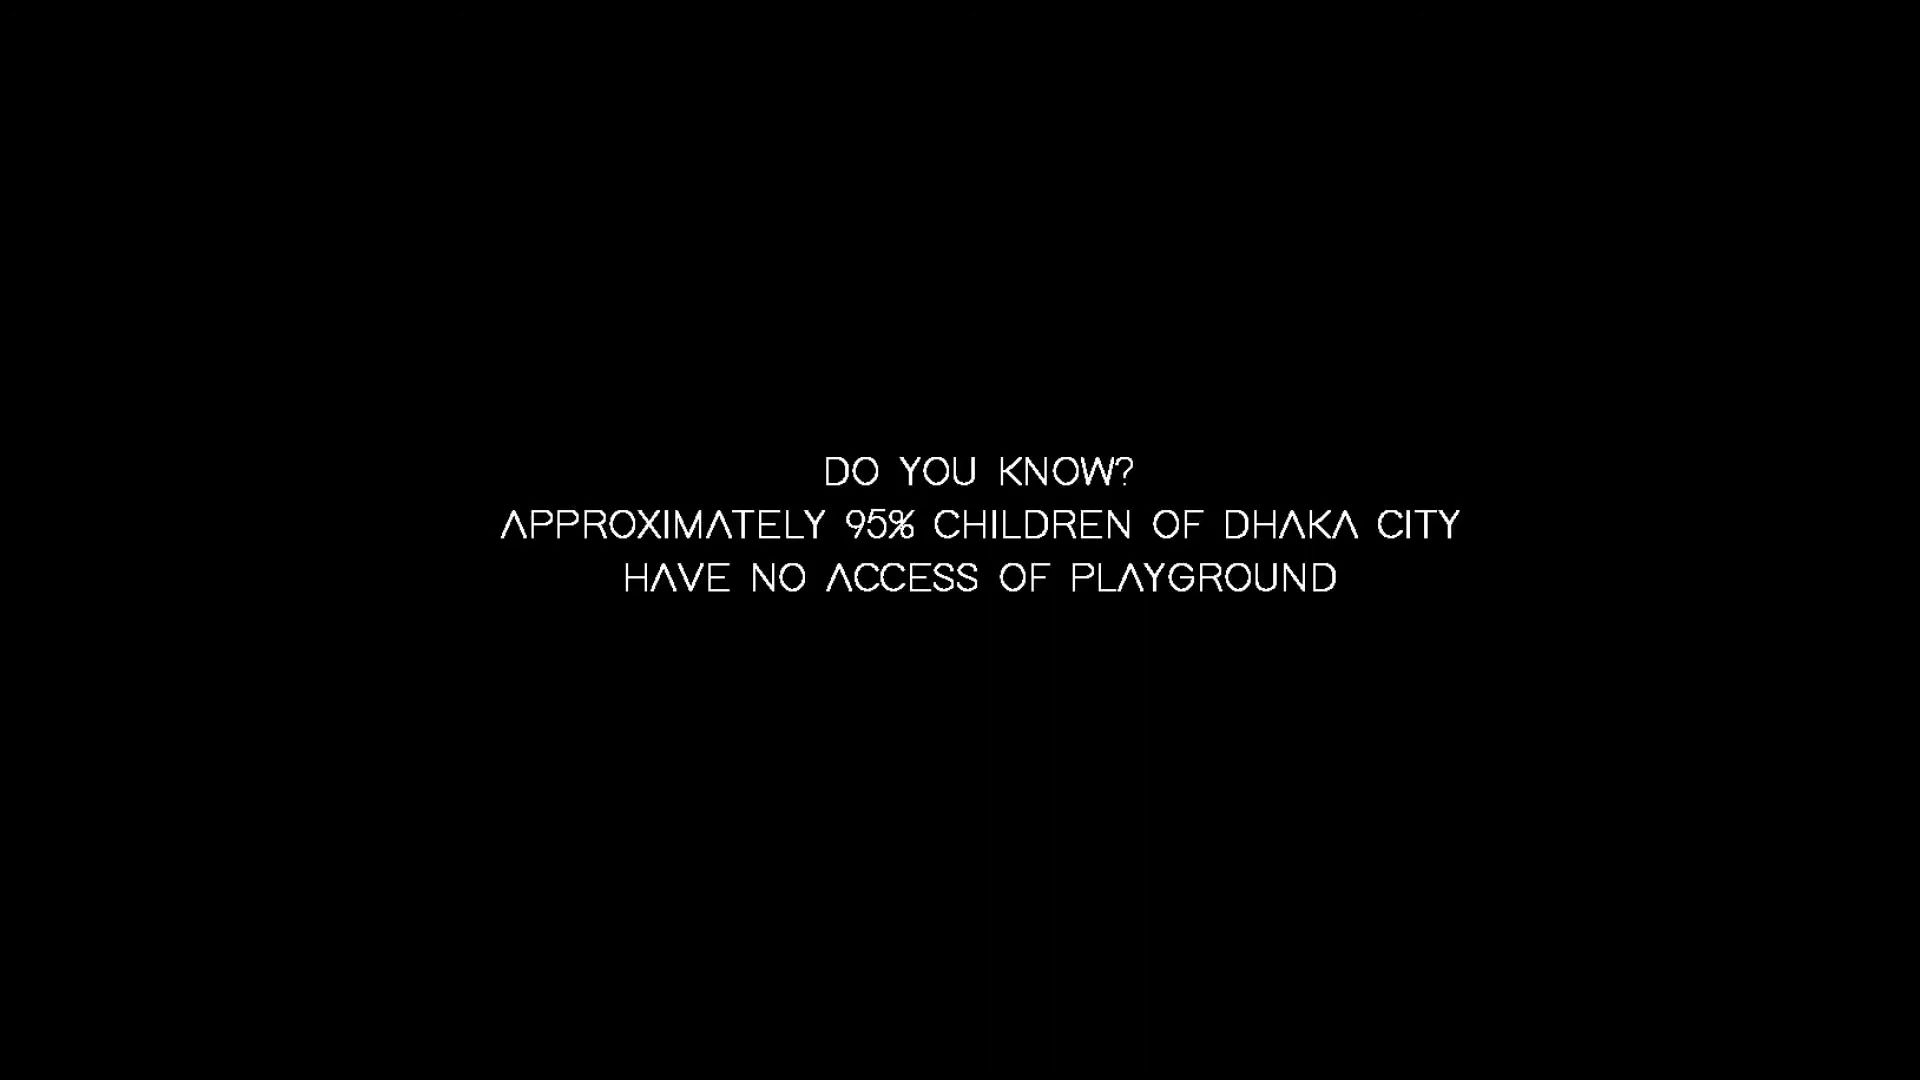 DO YOU KNOW?
APPROXIMATELY 95% CHILDREN OF DHAKA CITY
HAVE NO ACCESS OF PLAYGROUND